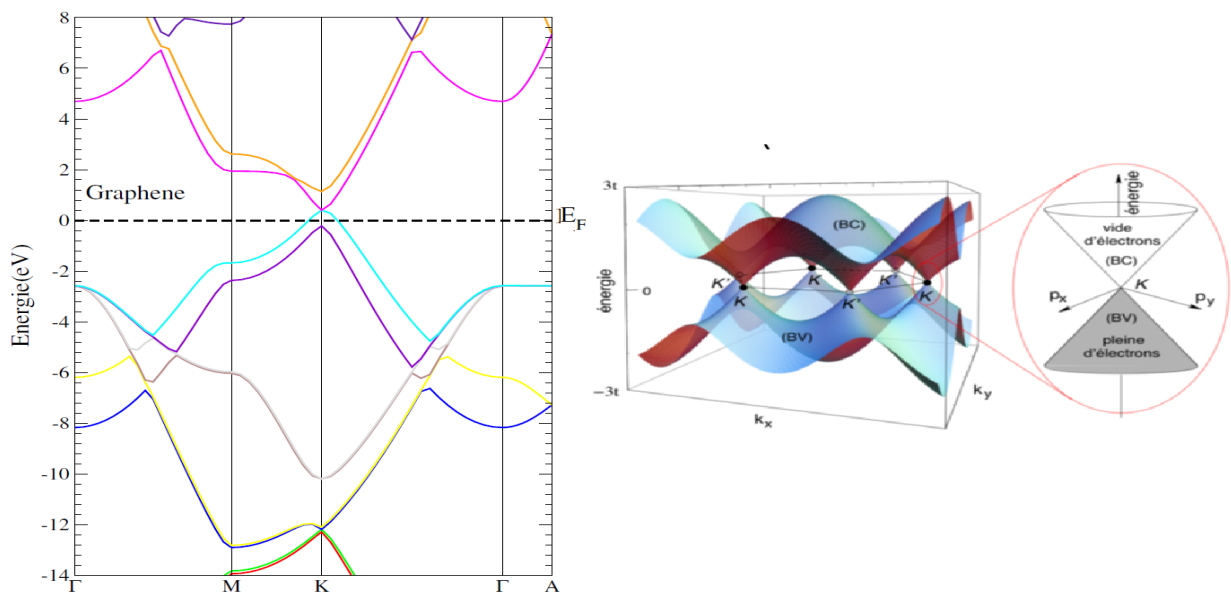 8
6
4
2
0
-2
-4
-6
-8
-10
-12
-14
Energie(eV)
Graphene
E_F
Γ
M
K
Γ
A
3t
0
−3t
énergie
(BC)
(BV)
K'
K
K'
K'
K
k_x
k_y
énergie
vide
d'électrons
(BC)
K
p_x
p_y
(BV)
pleine
d'électrons